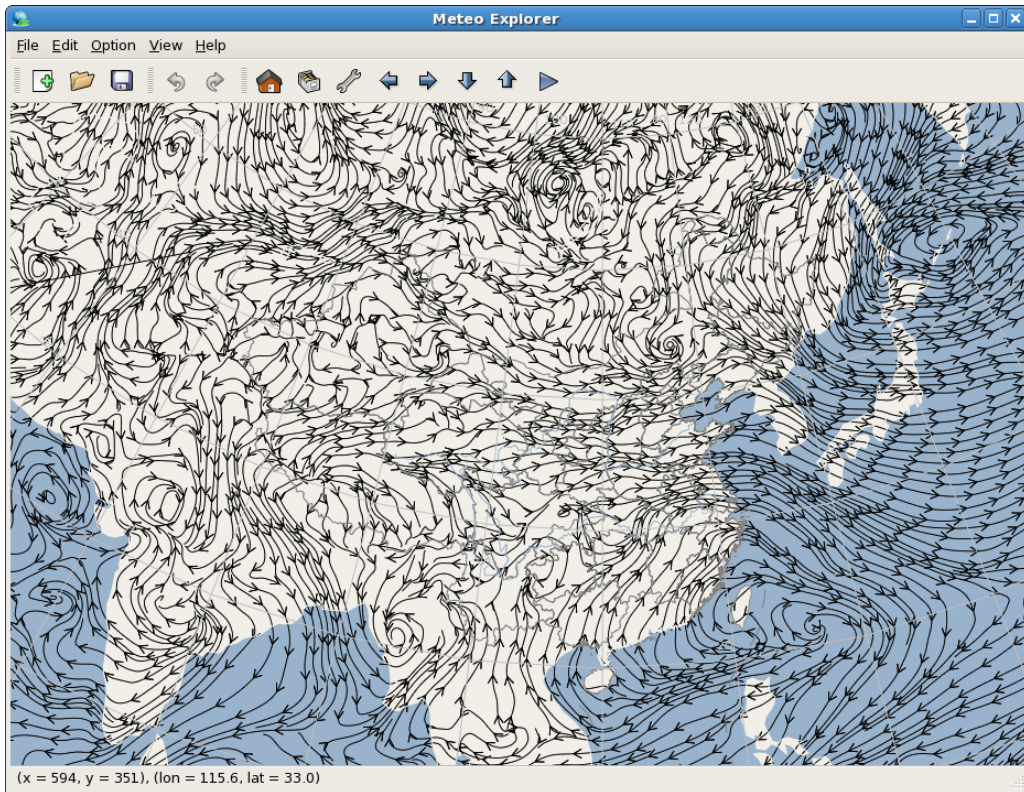 Meteo Explorer
File Edit Option View Help
(x = 594, y = 351), (lon = 115.6, lat = 33.0)